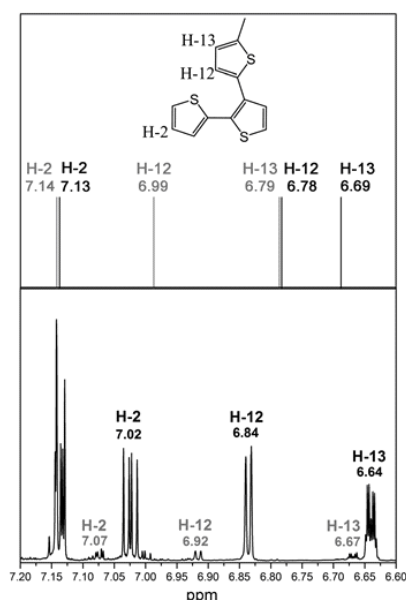 H-13
S
H-12
S
H-2
S
H-2 H-2 H-12 H-13 H-12 H-13
7.14 7.13 6.99 6.79 6.78 6.69
H-2
7.02
H-12
6.84
H-13
6.64
H-2
7.07
H-12
6.92
H-13
6.67
7.20 7.15 7.10 7.05 7.00 6.95 6.90 6.85 6.80 6.75 6.70 6.65 6.60
ppm